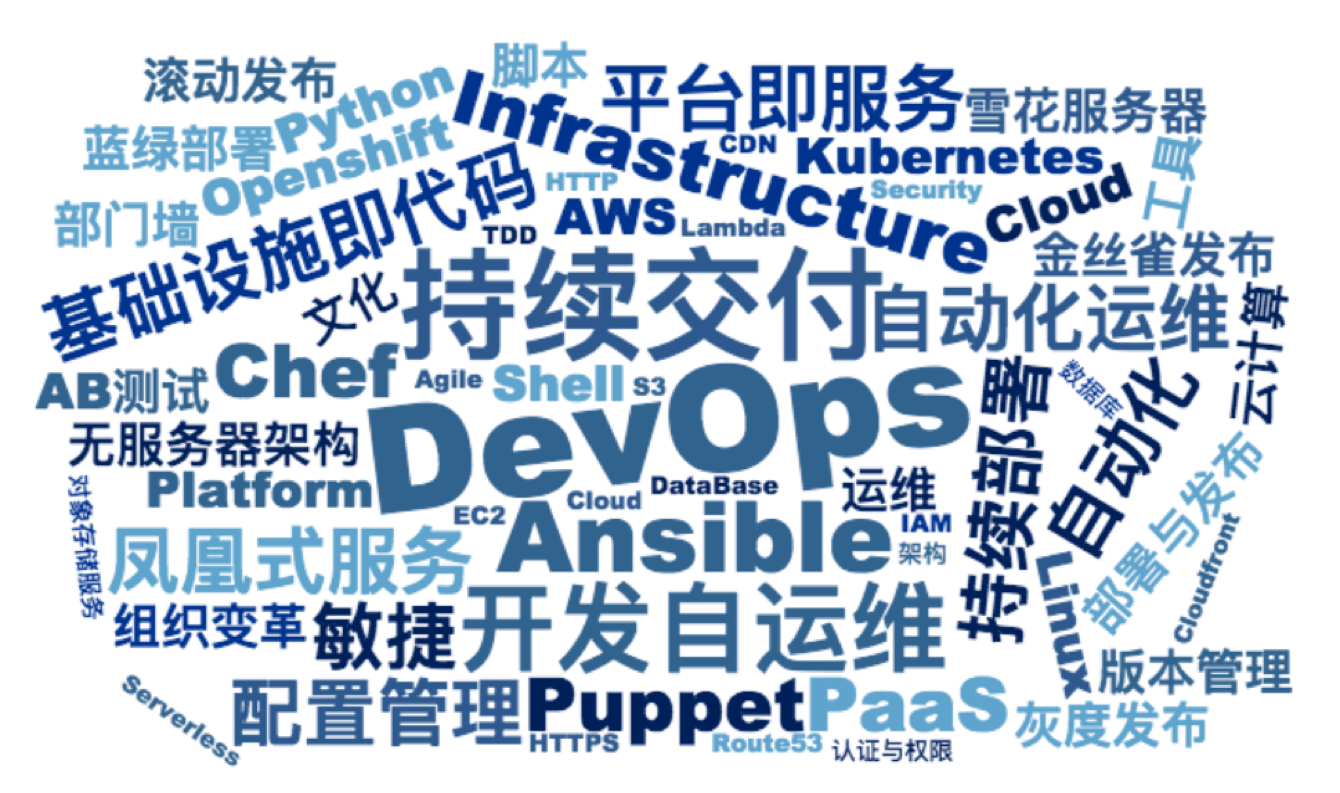 脚本
滚动发布
Python
Infrastructure
平台即服务
雪花服务器
蓝绿部署
Openshift
CDN
Kubernetes
工具
HTTP
Security
Cloud
部门墙
基础设施即代码
AWS
Lambda
TDD
金丝雀发布
文化
持续交付
自动化运维
云计算
AB测试
Chef
Agile
Shell
S3
DevOps
持续部署
数据库
自动化
无服务器架构
Platform
EC2
Cloud
DataBase
运维
部署与发布
对象存储服务
凤凰式服务
Ansible
IAM
架构
Linux
Cloudfront
组织变革
敏捷
开发自运维
版本管理
Serverless
配置管理
Puppet
PaaS
灰度发布
HTTPS
Route53
认证与权限